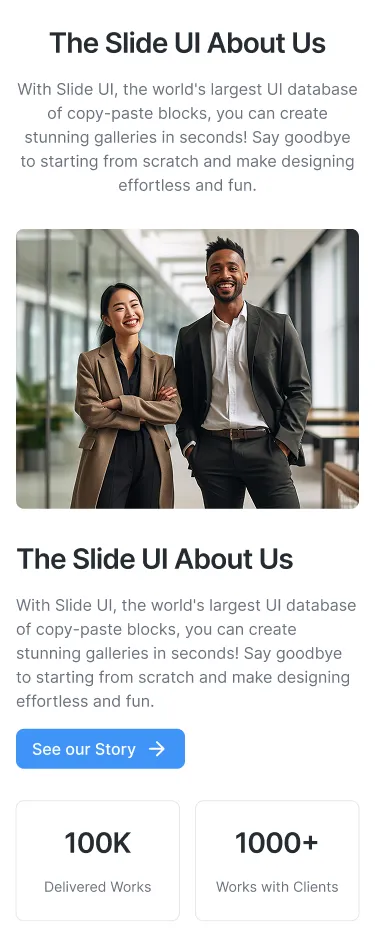 The Slide UI About Us
With Slide UI, the world's largest UI database
of copy-paste blocks, you can create
stunning galleries in seconds! Say goodbye
to starting from scratch and make designing
effortless and fun.
The Slide UI About Us
With Slide UI, the world's largest UI database
of copy-paste blocks, you can create
stunning galleries in seconds! Say goodbye
to starting from scratch and make designing
effortless and fun.
See our Story
100K
Delivered Works
1000+
Works with Clients